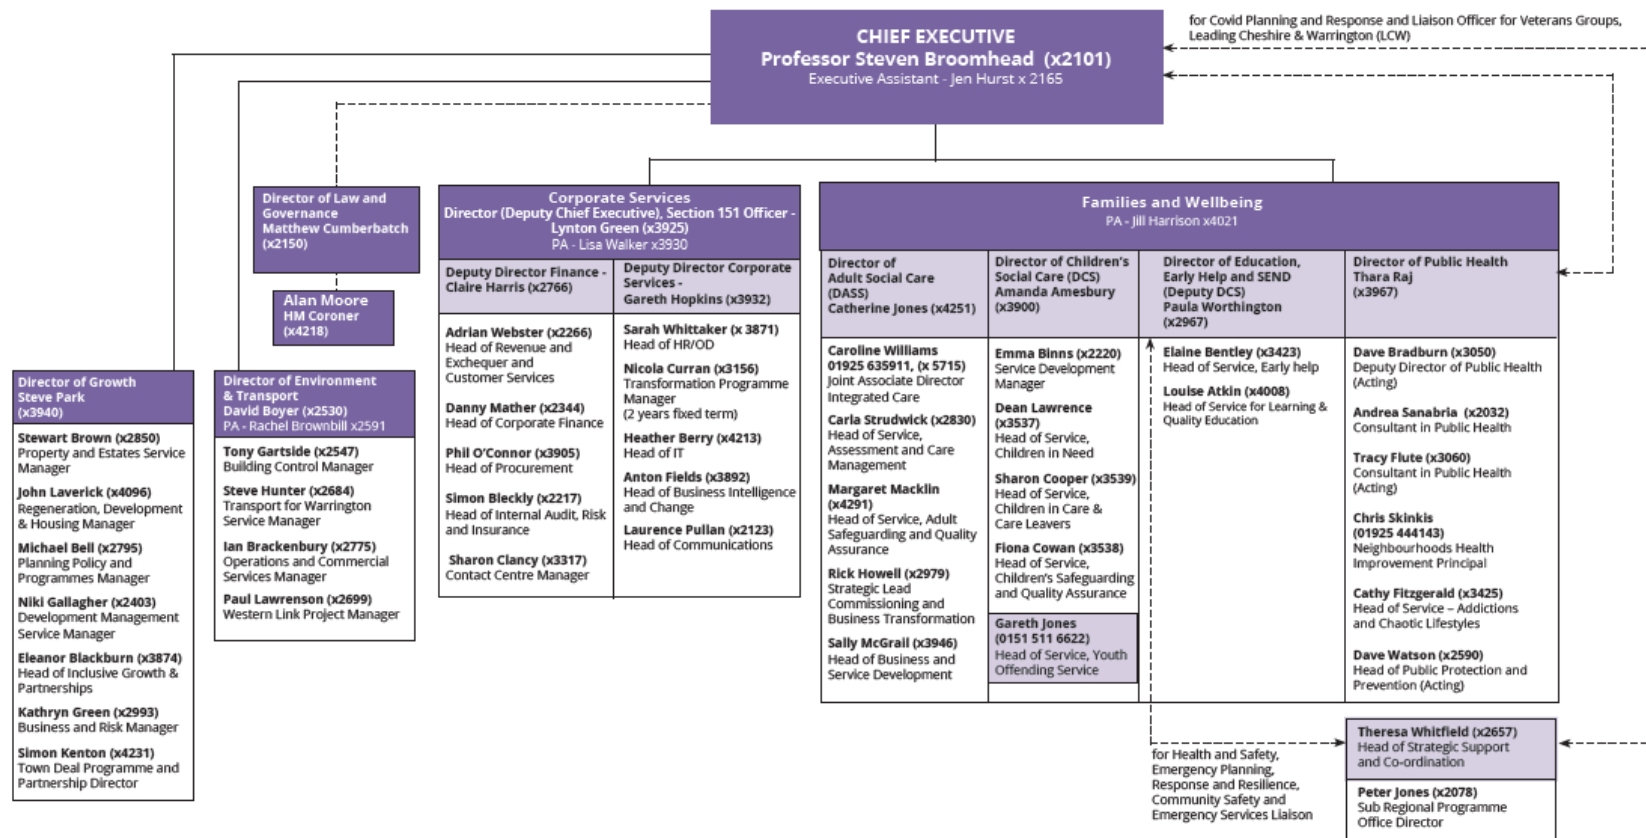 CHIEF EXECUTIVE
Professor Steven Broomhead  (x2101)
Executive Assistant - Jen Hurst x 2165
for Covid Planning and Response and Liaison Officer for Veterans Groups,
Leading Cheshire & Warrington (LCW)
Director of Law and
Governance
Matthew Cumberbatch
(x2150)
Alan Moore
HM Coroner
(x4218)
Director of Growth
Steve Park
(x3940)
Stewart Brown (x2850)
Property and Estates Service
Manager
John Laverick (x4096)
Regeneration, Development
& Housing Manager
Michael Bell (x2795)
Planning Policy and
Programmes Manager
Niki Gallagher (x2403)
Development Management
Service Manager
Eleanor Blackburn (x3874)
Head of Inclusive Growth &
Partnerships
Kathryn Green (x2993)
Business and Risk Manager
Simon Kenton (x4231)
Town Deal Programme and
Partnership Director
Director of Environment
& Transport
David Boyer (x2530)
PA - Rachel Brownbill x2591
Tony Gartside (x2547)
Building Control Manager
Steve Hunter (x2684)
Transport for Warrington
Service Manager
Ian Brackenbury (x2775)
Operations and Commercial
Services Manager
Paul Lawrenson (x2699)
Western Link Project Manager
Corporate Services
Director (Deputy Chief Executive), Section 151 Officer -
Lynton Green (x3925)
PA - Lisa Walker x3930
Deputy Director Finance -
Claire Harris (x2766)
Adrian Webster (x2266)
Head of Revenue and
Exchequer and
Customer Services
Danny Mather (x2344)
Head of Corporate Finance
Phil O’Connor (x3905)
Head of Procurement
Simon Bleckly (x2217)
Head of Internal Audit, Risk
and Insurance
Sharon Clancy (x3317)
Contact Centre Manager
Deputy Director Corporate
Services -
Gareth Hopkins (x3932)
Sarah Whittaker (x 3871)
Head of HR/OD
Nicola Curran (x3156)
Transformation Programme
Manager
(2 years fixed term)
Heather Berry (x4213)
Head of IT
Anton Fields (x3892)
Head of Business Intelligence
and Change
Laurence Pullan (x2123)
Head of Communications
Families and Wellbeing
PA - Jill Harrison x4021
Director of
Adult Social Care
(DASS)
Catherine Jones (x4251)
Caroline Williams
01925 635911, (x 5715)
Joint Associate Director
Integrated Care
Carla Strudwick (x2830)
Head of Service,
Assessment and Care
Management
Margaret Macklin
(x4291)
Head of Service, Adult
Safeguarding and Quality
Assurance
Rick Howell (x2979)
Strategic Lead
Commissioning and
Business Transformation
Sally McGrail (x3946)
Head of Business and
Service Development
Director of Children’s
Social Care (DCS)
Amanda Amesbury
(x3900)
Emma Binns (x2220)
Service Development
Manager
Dean Lawrence
(x3537)
Head of Service,
Children in Need
Sharon Cooper (x3539)
Head of Service,
Children in Care &
Care Leavers
Fiona Cowan (x3538)
Head of Service,
Children’s Safeguarding
and Quality Assurance
Gareth Jones
(0151 511 6622)
Head of Service, Youth
Offending Service
Director of Education,
Early Help and SEND
(Deputy DCS)
Paula Worthington
(x2967)
Elaine Bentley (x3423)
Head of Service, Early help
Louise Atkin (x4008)
Head of Service for Learning &
Quality Education
Director of Public Health
Thara Raj
(x3967)
Dave Bradburn (x3050)
Deputy Director of Public Health
(Acting)
Andrea Sanabria  (x2032)
Consultant in Public Health
Tracy Flute (x3060)
Consultant in Public Health
(Acting)
Chris Skinkis
(01925 444143)
Neighbourhoods Health
Improvement Principal
Cathy Fitzgerald (x3425)
Head of Service – Addictions
and Chaotic Lifestyles
Dave Watson (x2590)
Head of Public Protection and
Prevention (Acting)
for Health and Safety,
Emergency Planning,
Response and Resilience,
Community Safety and
Emergency Services Liaison
Theresa Whitfield (x2657)
Head of Strategic Support
and Co-ordination
Peter Jones (x2078)
Sub Regional Programme
Office Director